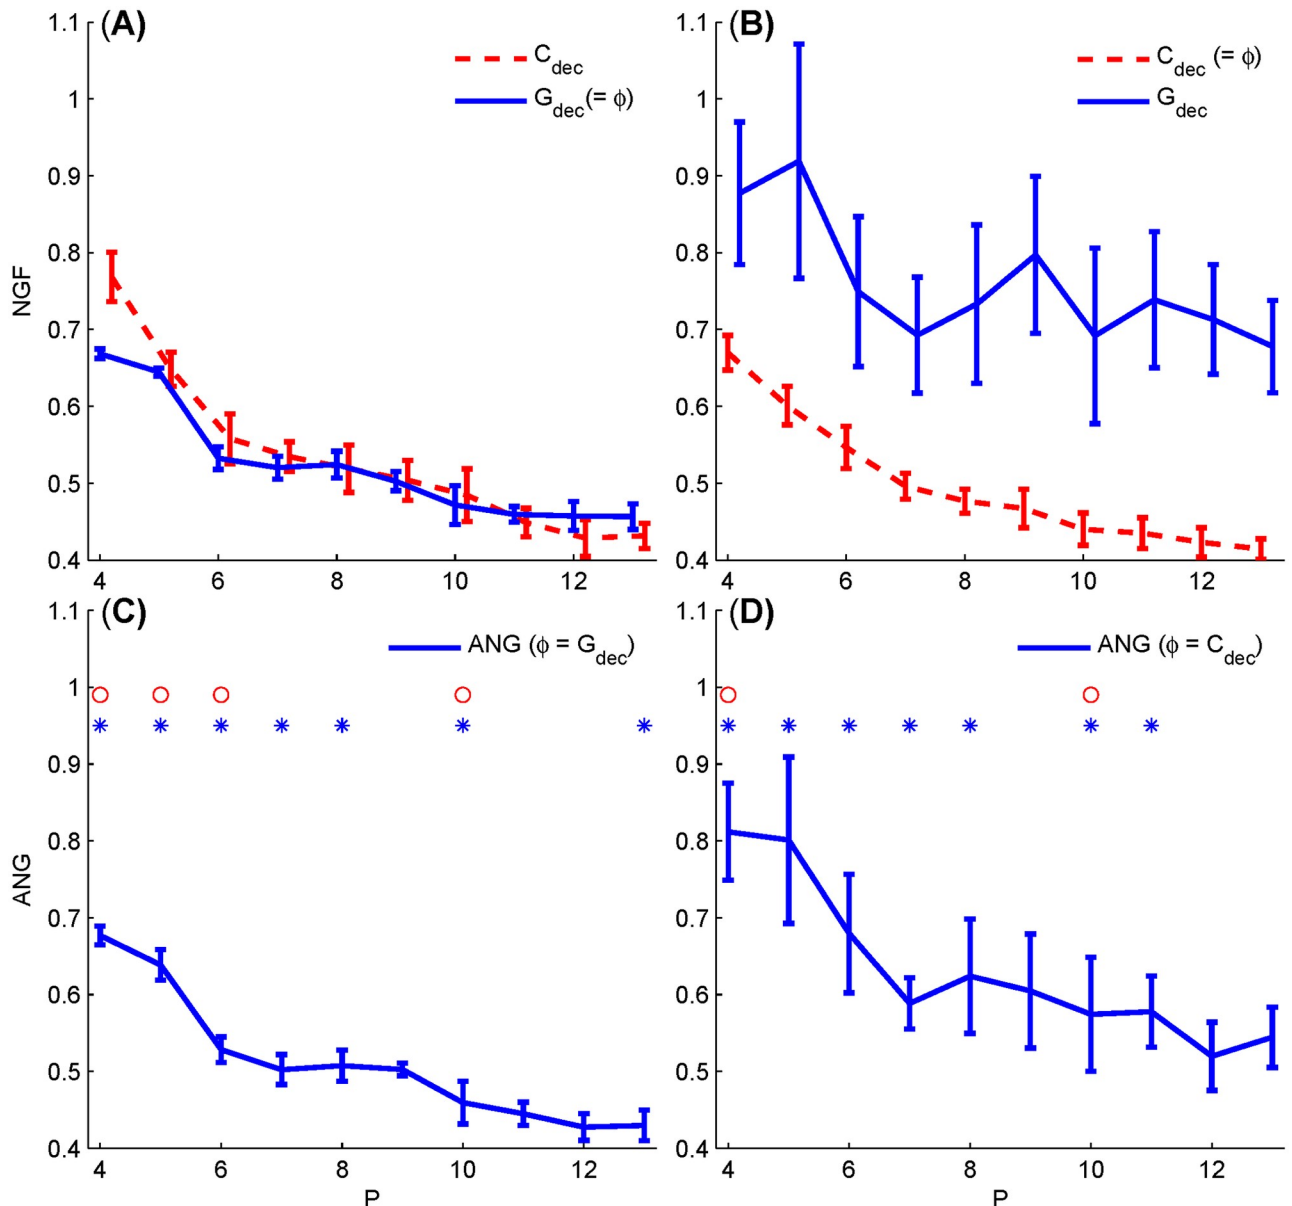 (A)
1.1
1
0.9
0.8
0.7
0.6
0.5
0.4
NGF
C_dec
G_dec (= ϕ)
4 6 8 10 12
(B)
1.1
1
0.9
0.8
0.7
0.6
0.5
0.4
C_dec (= ϕ)
G_dec
4 6 8 10 12
(C)
1.1
1
0.9
0.8
0.7
0.6
0.5
0.4
ANG
ANG (ϕ = G_dec)
4 6 8 10 12
P
(D)
1.1
1
0.9
0.8
0.7
0.6
0.5
0.4
ANG (ϕ = C_dec)
4 6 8 10 12
P